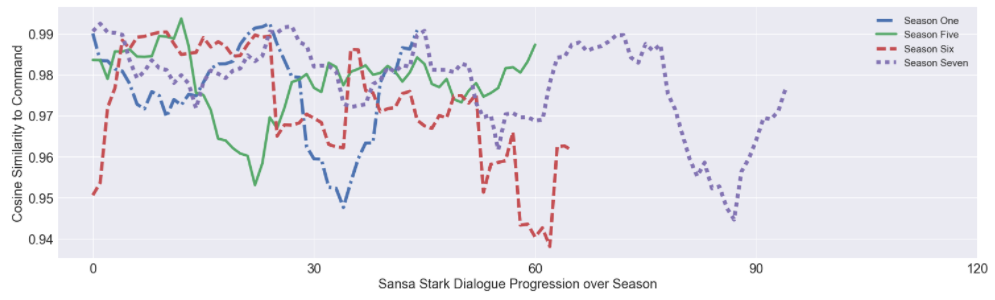 0.99
0.98
0.97
0.96
0.95
0.94
Cosine Similarity to Command
Season One
Season Five
Season Six
Season Seven
0 30 60 90 120
Sansa Stark Dialogue Progression over Season